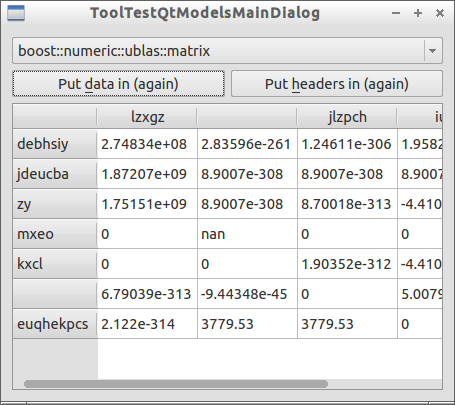 ToolTestQtModelsMainDialog
boost::numeric::ublas::matrix
Put data in (again) Put headers in (again)
lzxgz jlzpch iu
debhsiy 2.74834e+08 2.83596e-261 1.24611e-306 1.9582
jdeucba 1.87207e+09 8.9007e-308 8.9007e-308 8.9007
zy 1.75151e+09 8.9007e-308 8.70018e-313 -4.410
mxeo 0 nan 0 0
kxcl 0 0 1.90352e-312 -4.410
6.79039e-313 -9.44348e-45 0 5.0079
euqhekpcs 2.122e-314 3779.53 3779.53 0